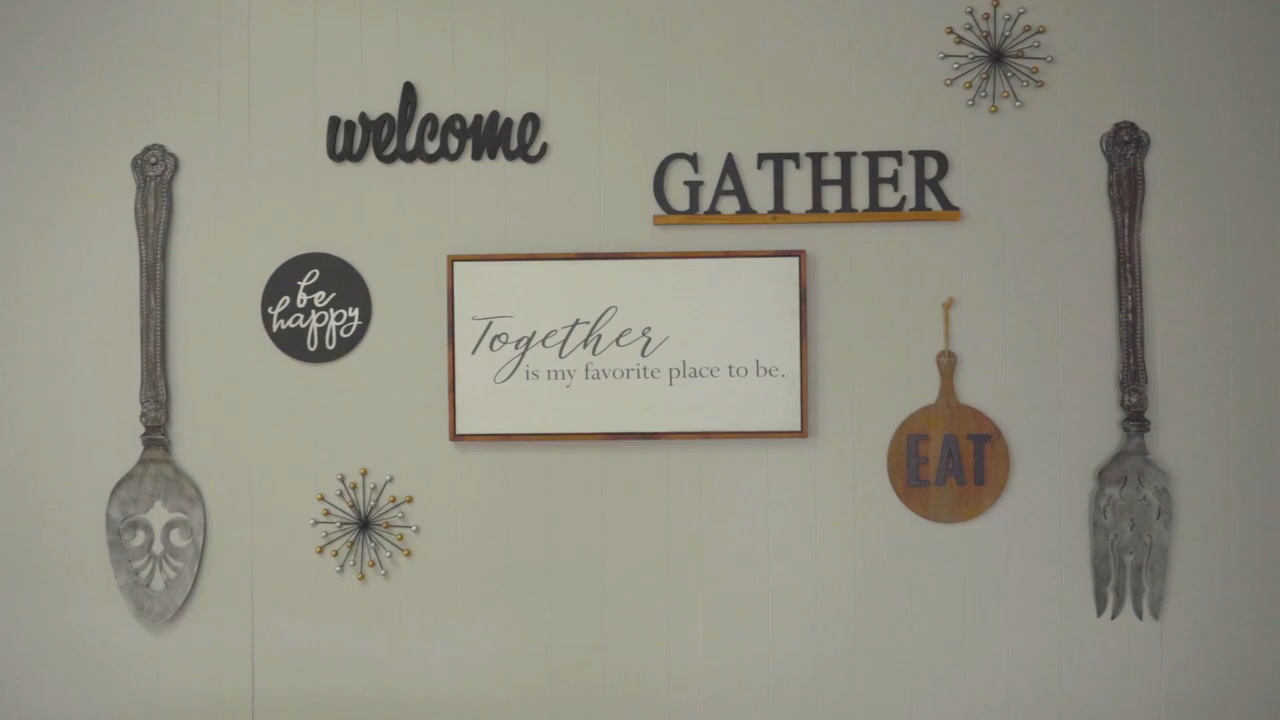 welcome
GATHER
be
happy
Together
is my favorite place to be.
EAT